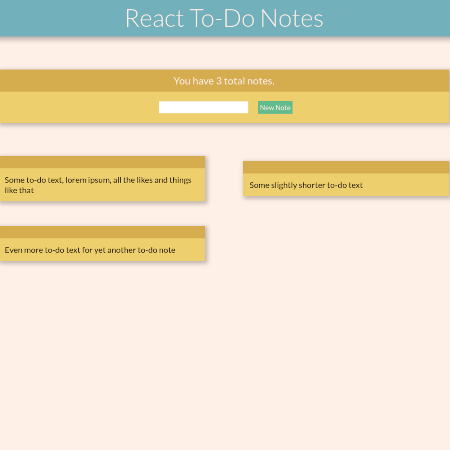 React To-Do Notes
You have 3 total notes.
New Note
Some to-do text, lorem ipsum, all the likes and things
like that
Some slightly shorter to-do text
Even more to-do text for yet another to-do note